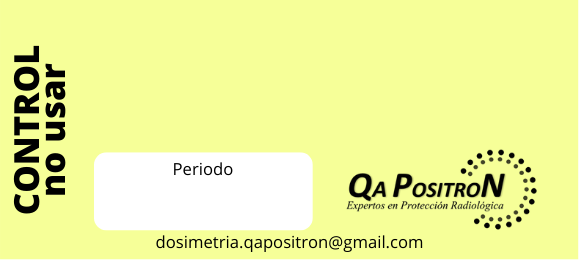 CONTROL
no usar
Periodo
QA POSITRON
Expertos en Protección Radiológica
dosimetria.qapositron@gmail.com